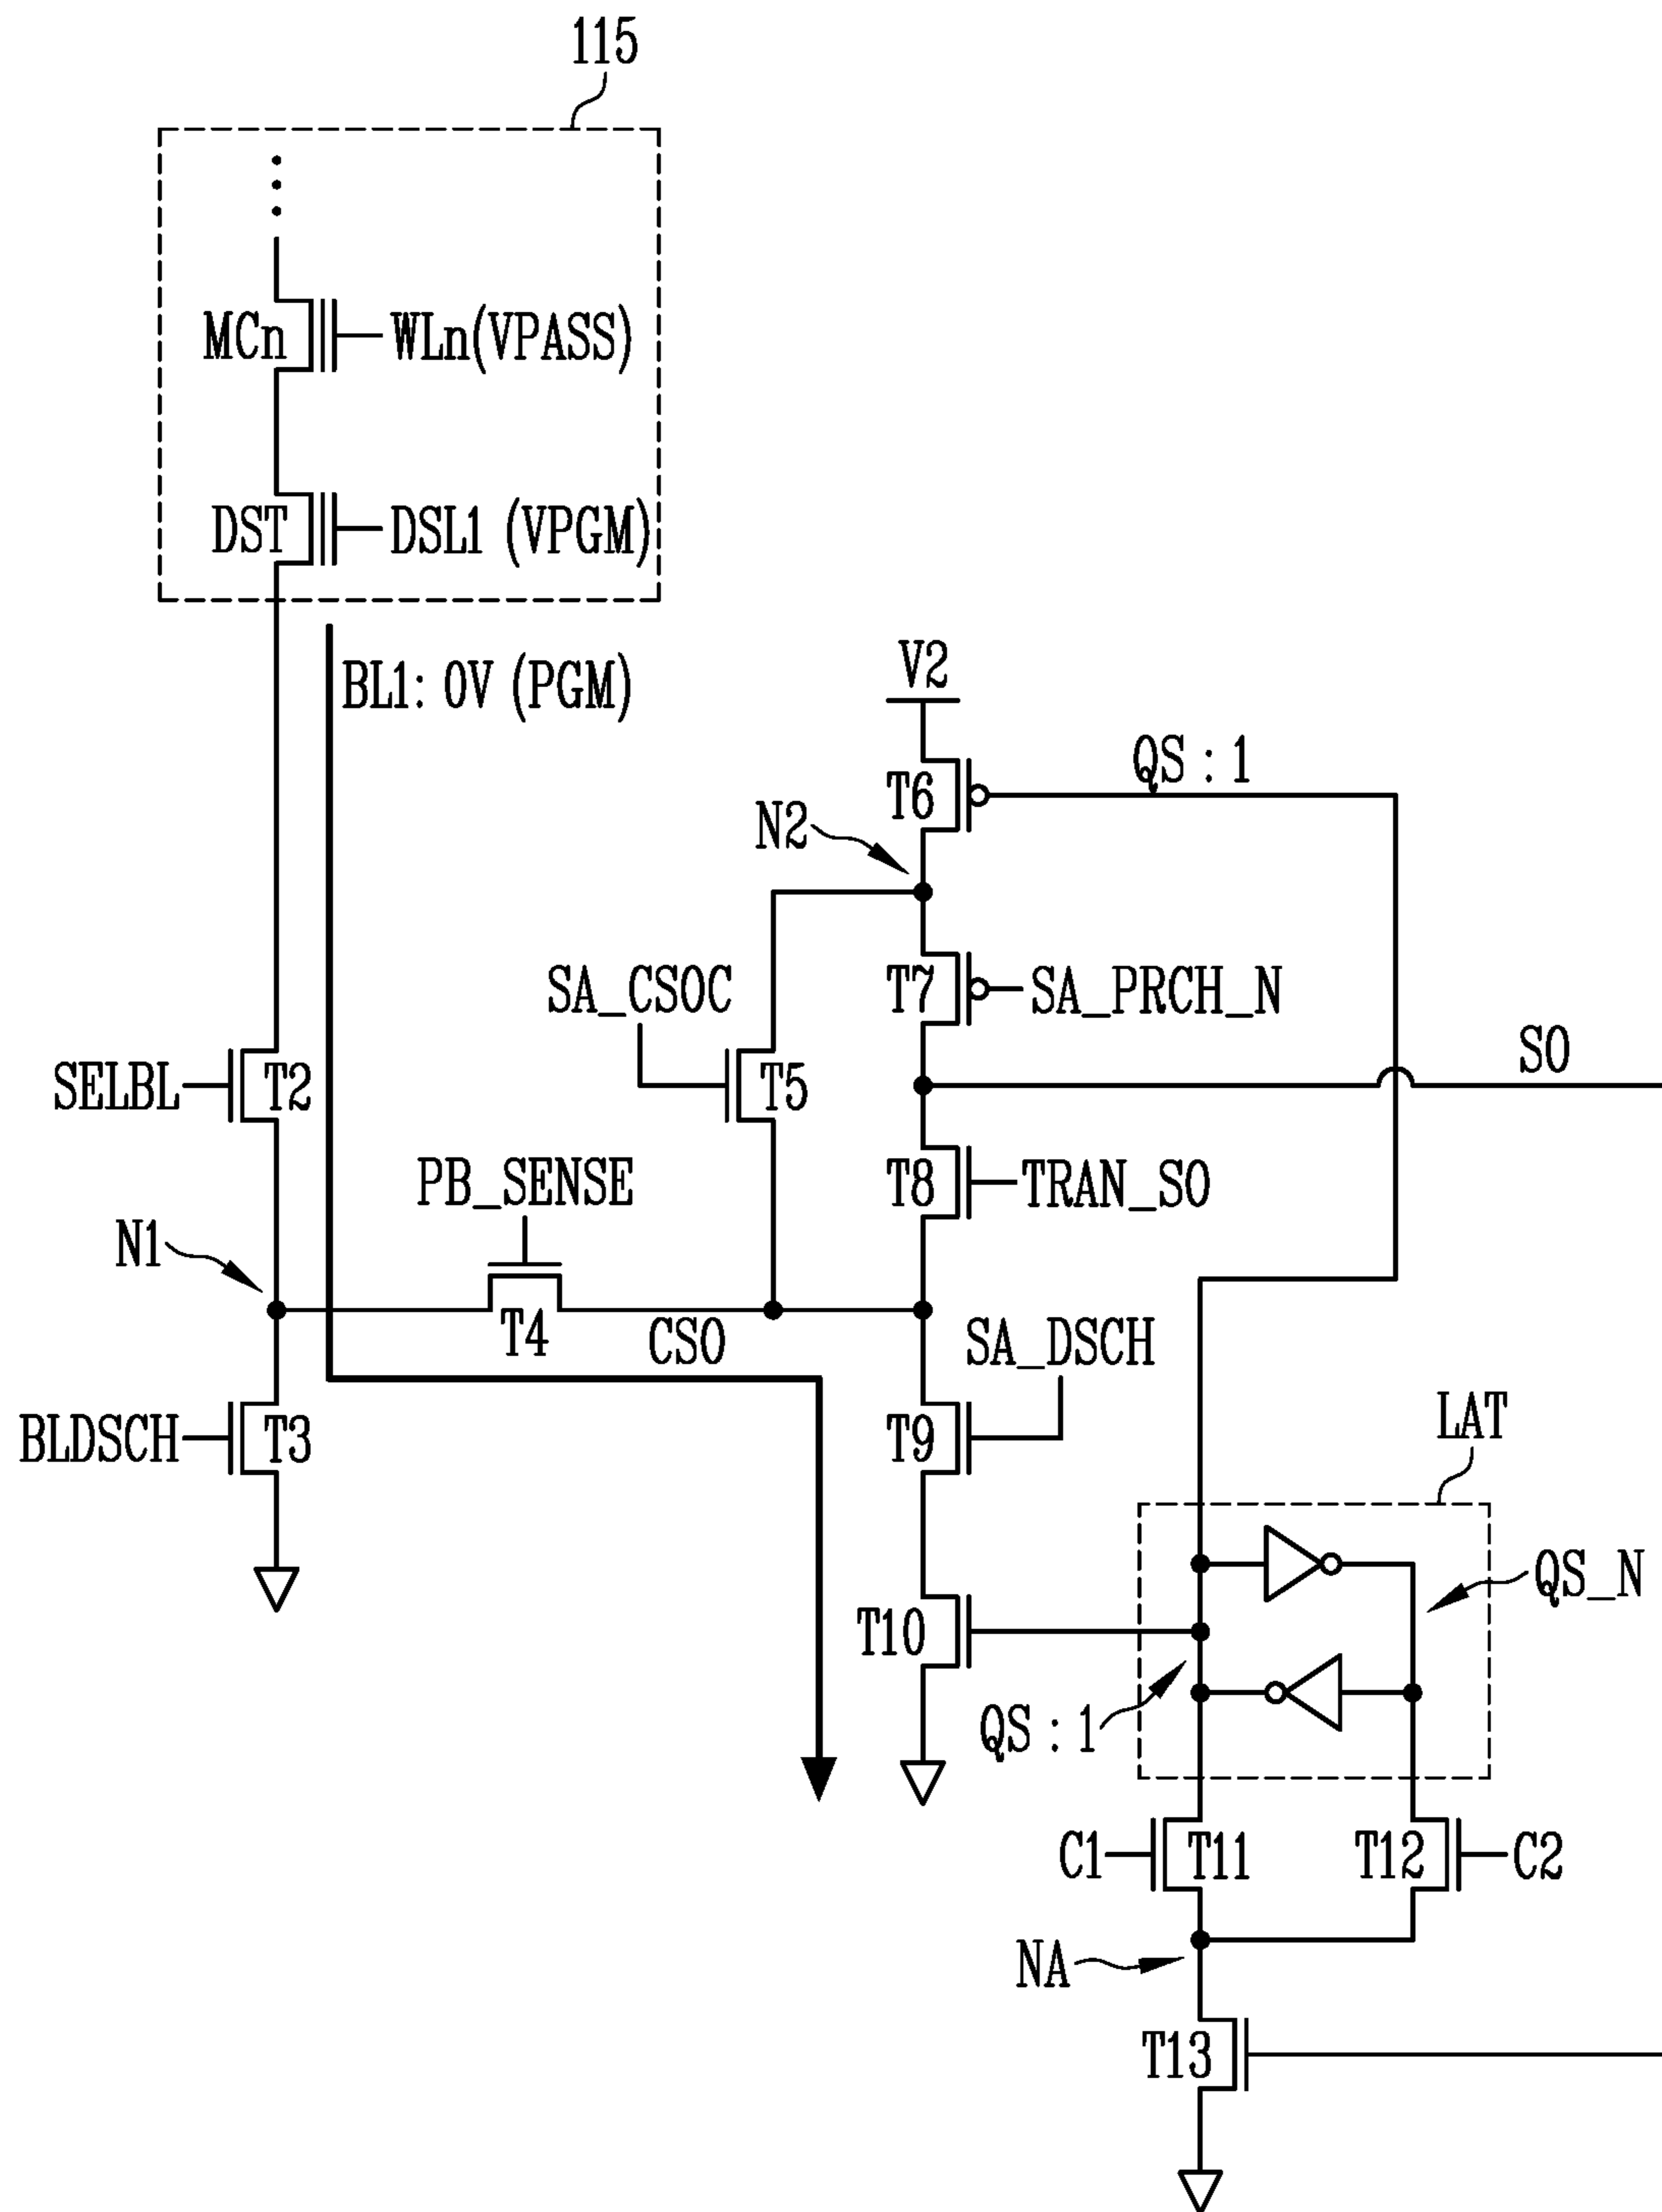 115
MCn
WLn(VPASS)
DST
DSL1 (VPGM)
BL1: 0V (PGM)
V2
T6
QS : 1
N2
T7
SA_PRCH_N
SA_CSOC
SO
SELBL
T2
T5
PB_SENSE
T8
TRAN_SO
N1
T4
CSO
SA_DSCH
BLDSCH
T3
T9
LAT
QS_N
T10
QS : 1
C1
T11
T12
C2
NA
T13